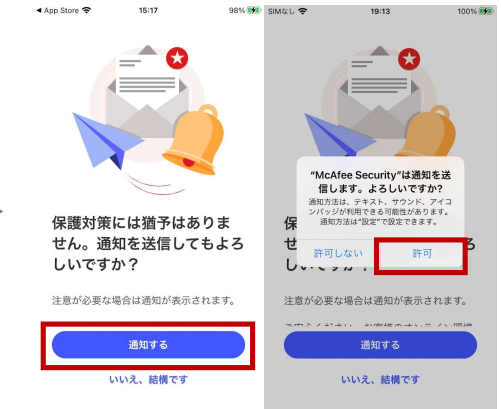 ◀ App Store
15:17
98%
保護対策には猶予はありま
せん。通知を送信してもよろ
しいですか？
注意が必要な場合は通知が表示されます。
通知する
いいえ、結構です
SIMなし
19:13
100%
"McAfee Security"は通知を送
信します。よろしいですか?
通知方法は、テキスト、サウンド、アイコ
ンバッジが利用できる可能性があります。
通知方法は"設定"で設定できます。
許可しない
許可
注意が必要な場合は通知が表示されます。
通知する
いいえ、結構です